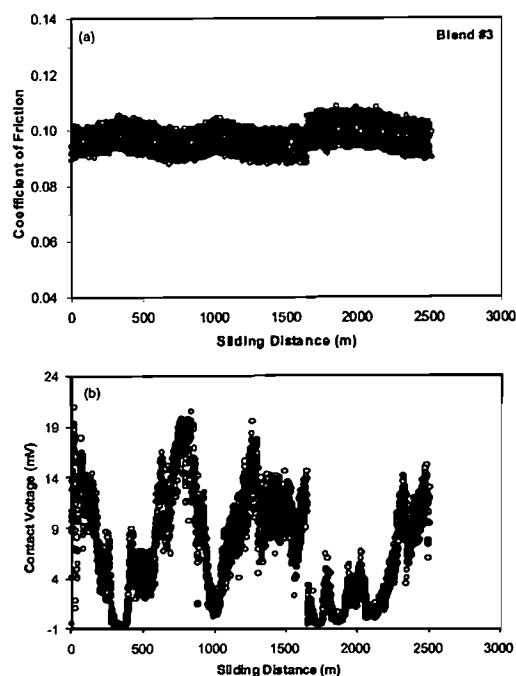 0.14
(a)
Blend #3
0.12
0.10
0.08
0.06
0.04
Coefficient of Friction
0 500 1000 1500 2000 2500 3000
Sliding Distance (m)
24
(b)
19
14
9
4
-1
Contact Voltage (mV)
0 500 1000 1500 2000 2500 3000
Sliding Distance (m)